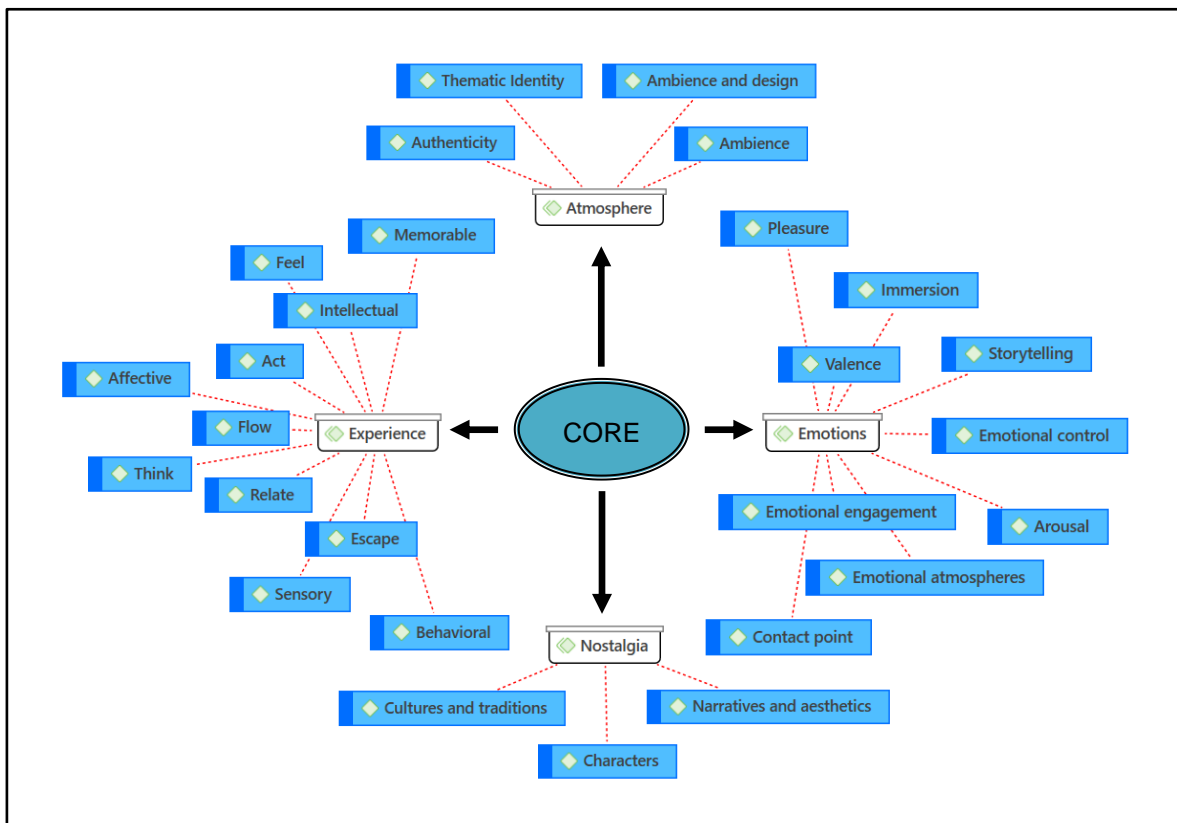 Thematic Identity
Ambience and design
Authenticity
Ambience
Atmosphere
Memorable
Pleasure
Feel
Immersion
Intellectual
Storytelling
Act
Valence
Affective
Flow
Experience
CORE
Emotions
Emotional control
Think
Relate
Emotional engagement
Arousal
Escape
Emotional atmospheres
Sensory
Behavioral
Contact point
Nostalgia
Cultures and traditions
Narratives and aesthetics
Characters